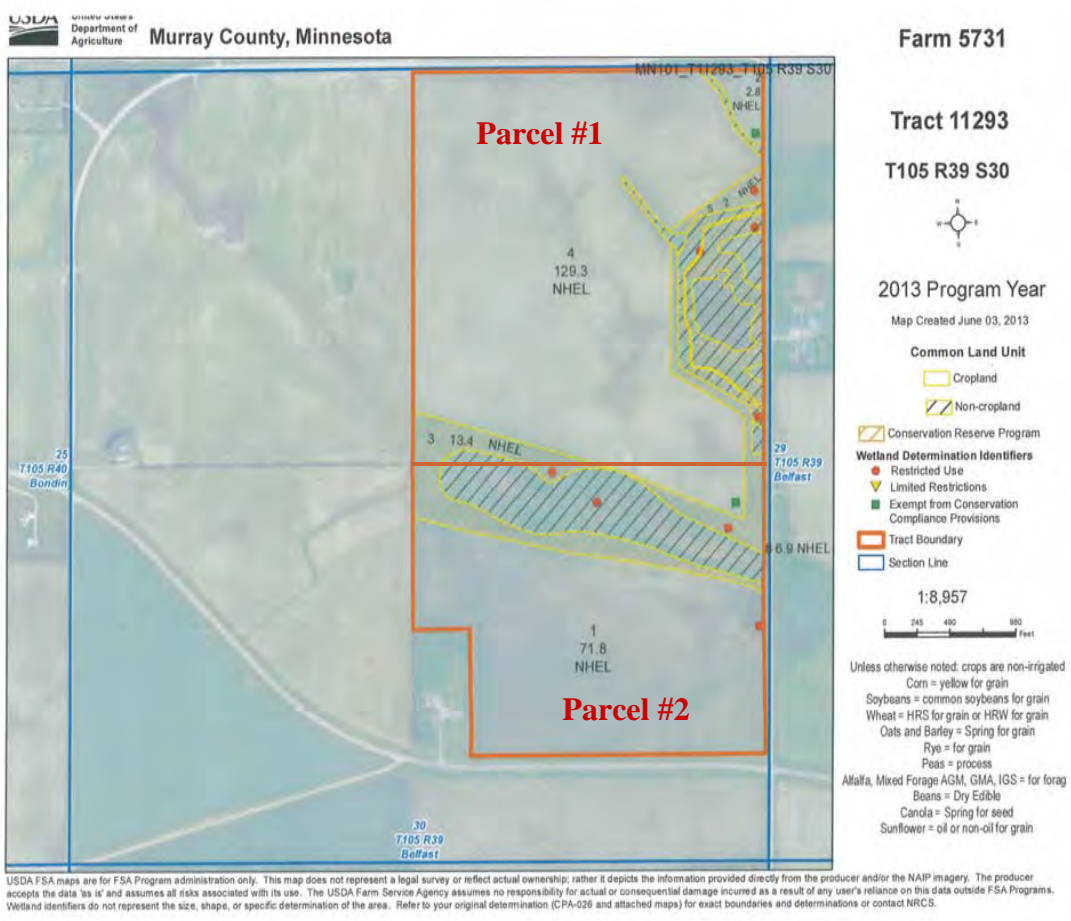 USDA
United States
Department of
Agriculture
Murray County, Minnesota
Farm 5731
Tract 11293
T105 R39 S30
2013 Program Year
Map Created June 03, 2013
Common Land Unit
Cropland
Non-cropland
Conservation Reserve Program
Wetland Determination Identifiers
Restricted Use
Limited Restrictions
Exempt from Conservation
Compliance Provisions
Tract Boundary
Section Line
1:8,957
0 245 490 980
Feet
Unless otherwise noted: crops are non-irrigated
Corn = yellow for grain
Soybeans = common soybeans for grain
Wheat = HRS for grain or HRW for grain
Oats and Barley = Spring for grain
Rye = for grain
Peas = process
Alfalfa, Mixed Forage AGM, GMA, IGS = for forag
Beans = Dry Edible
Canola = Spring for seed
Sunflower = oil or non-oil for grain
MN101_T11293_T105 R39 S30
2
2.8
NHEL
Parcel #1
5 2 NHEL
4
129.3
NHEL
3 13.4 NHEL
25
T105 R40
Bondin
29
T105 R39
Belfast
6.9 NHEL
1
71.8
NHEL
Parcel #2
30
T105 R39
Belfast
USDA FSA maps are for FSA Program administration only. This map does not represent a legal survey or reflect actual ownership; rather it depicts the information provided directly from the producer and/or the NAIP imagery. The producer
accepts the data 'as is' and assumes all risks associated with its use. The USDA Farm Service Agency assumes no responsibility for actual or consequential damage incurred as a result of any user's reliance on this data outside FSA Programs.
Wetland identifiers do not represent the size, shape, or specific determination of the area. Refer to your original determination (CPA-026 and attached maps) for exact boundaries and determinations or contact NRCS.